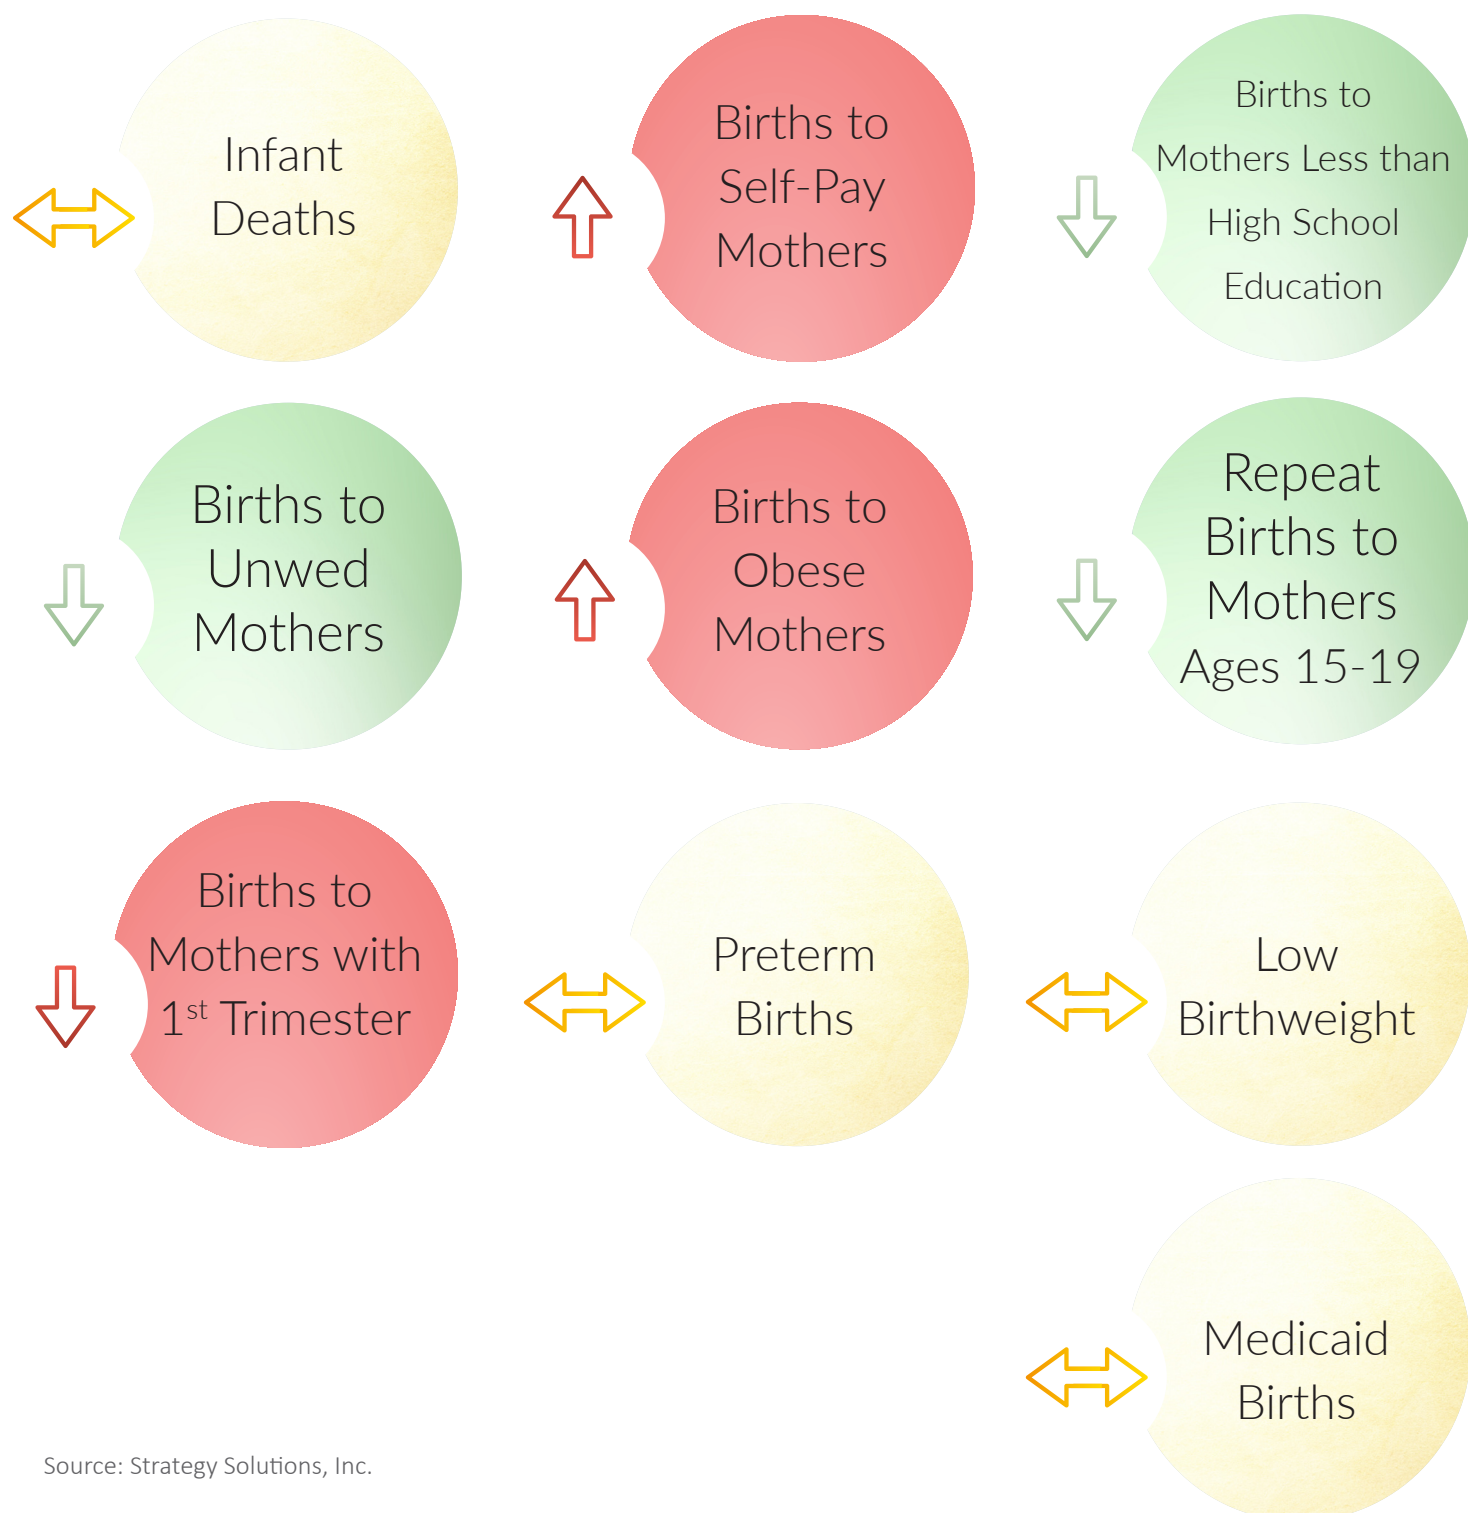 Infant
Deaths
Births to
Self-Pay
Mothers
Births to
Mothers Less than
High School
Education
Births to
Unwed
Mothers
Births to
Obese
Mothers
Repeat
Births to
Mothers
Ages 15-19
Births to
Mothers with
1st Trimester
Preterm
Births
Low
Birthweight
Medicaid
Births
Source: Strategy Solutions, Inc.